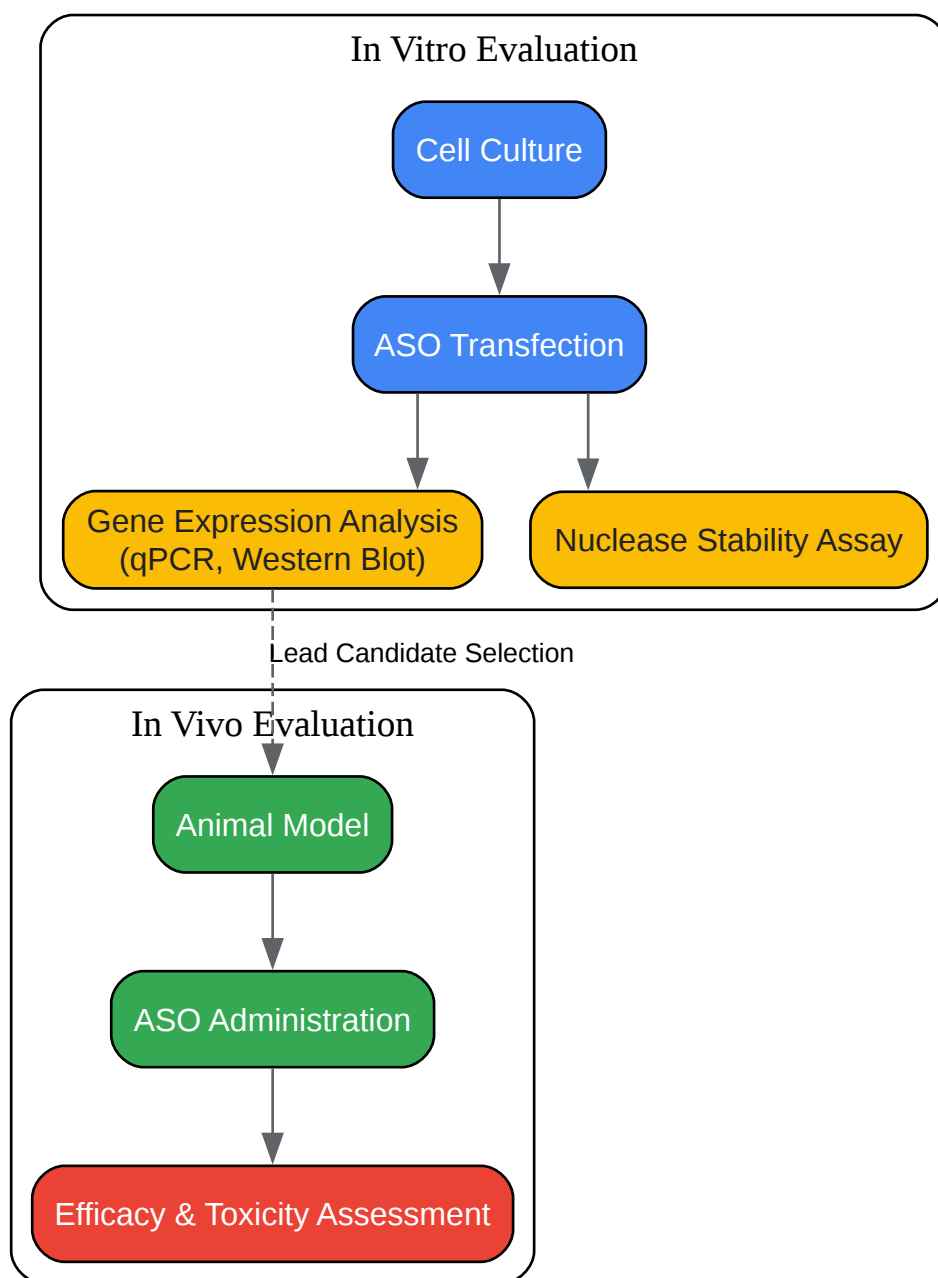 In Vitro Evaluation
Cell Culture
ASO Transfection
Gene Expression Analysis
(qPCR, Western Blot)
Nuclease Stability Assay
Lead Candidate Selection
In Vivo Evaluation
Animal Model
ASO Administration
Efficacy & Toxicity Assessment